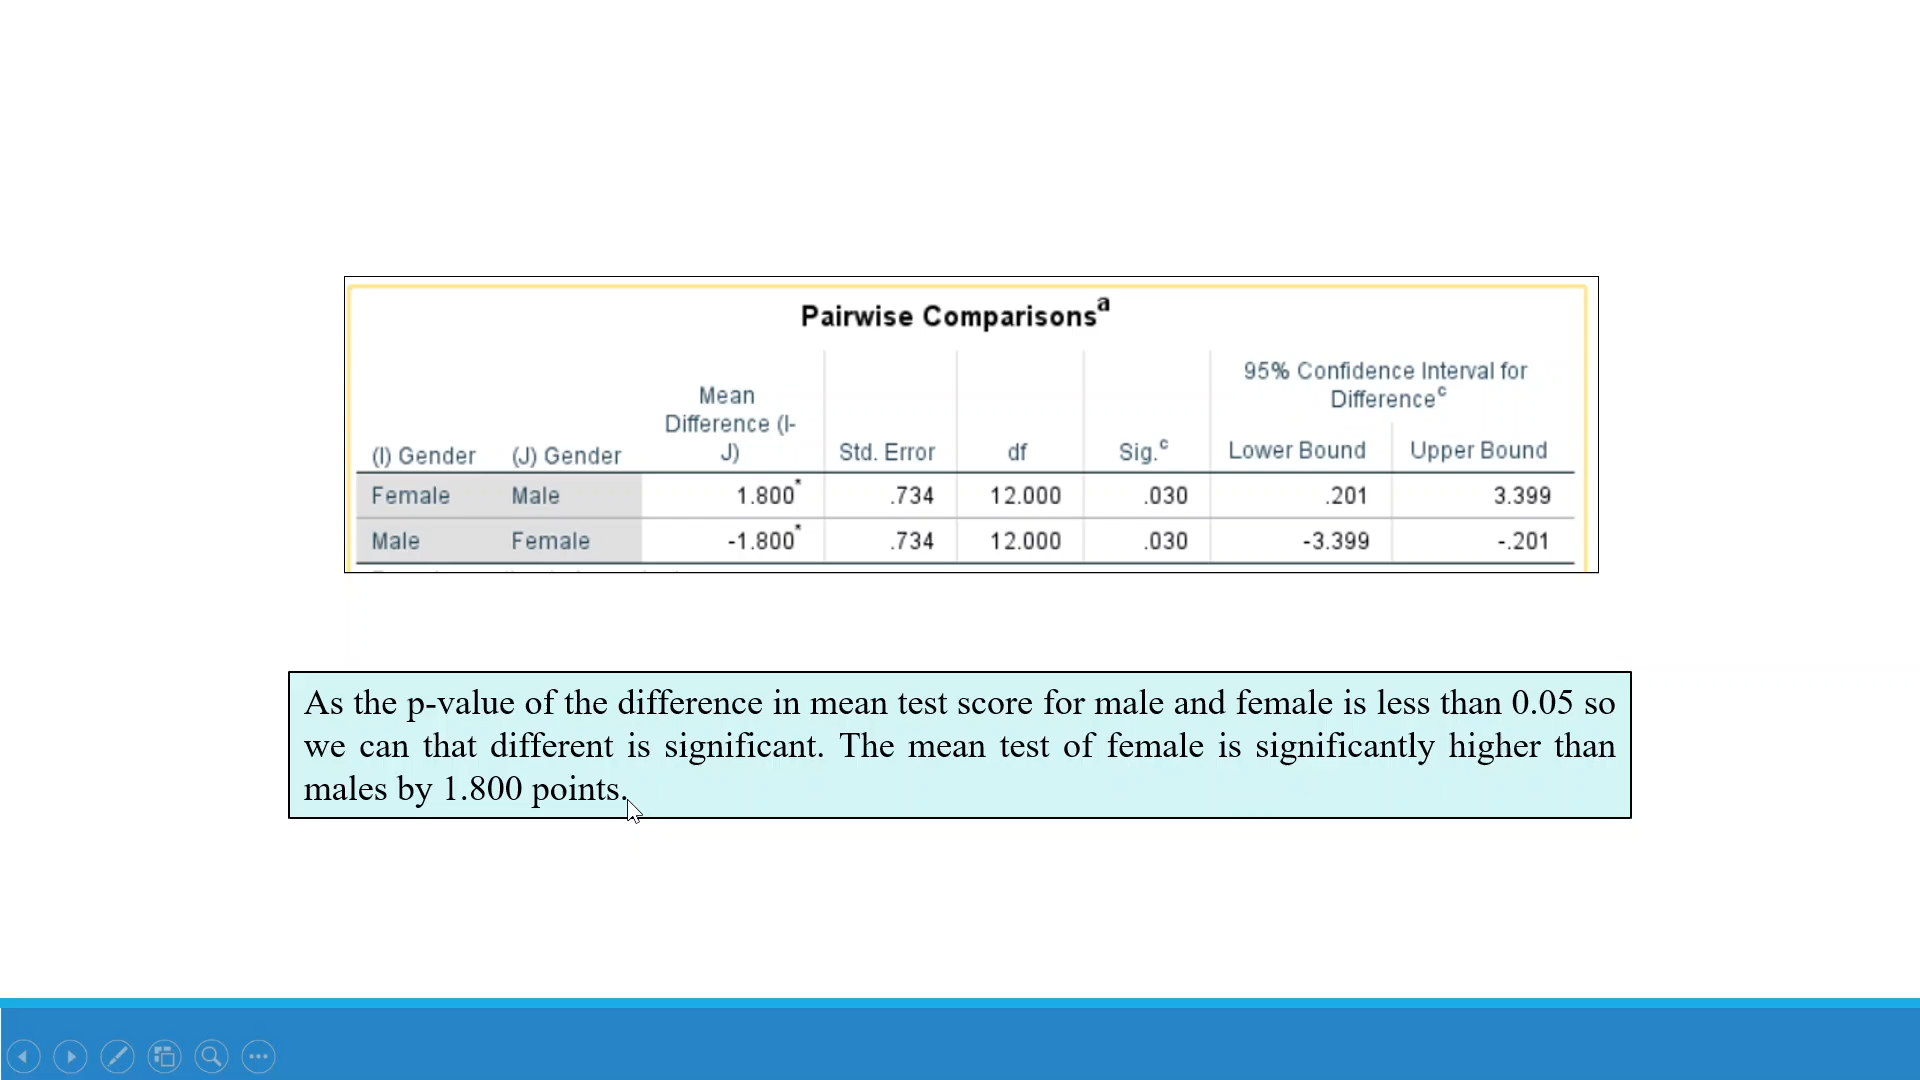 Pairwise Comparisonsa
95% Confidence Interval for
Differencec
Mean
Difference (I-
J)
(I) Gender (J) Gender Std. Error df Sig.c Lower Bound Upper Bound
Female Male 1.800* .734 12.000 .030 .201 3.399
Male Female -1.800* .734 12.000 .030 -3.399 -.201
As the p-value of the difference in mean test score for male and female is less than 0.05 so
we can that different is significant. The mean test of female is significantly higher than
males by 1.800 points.